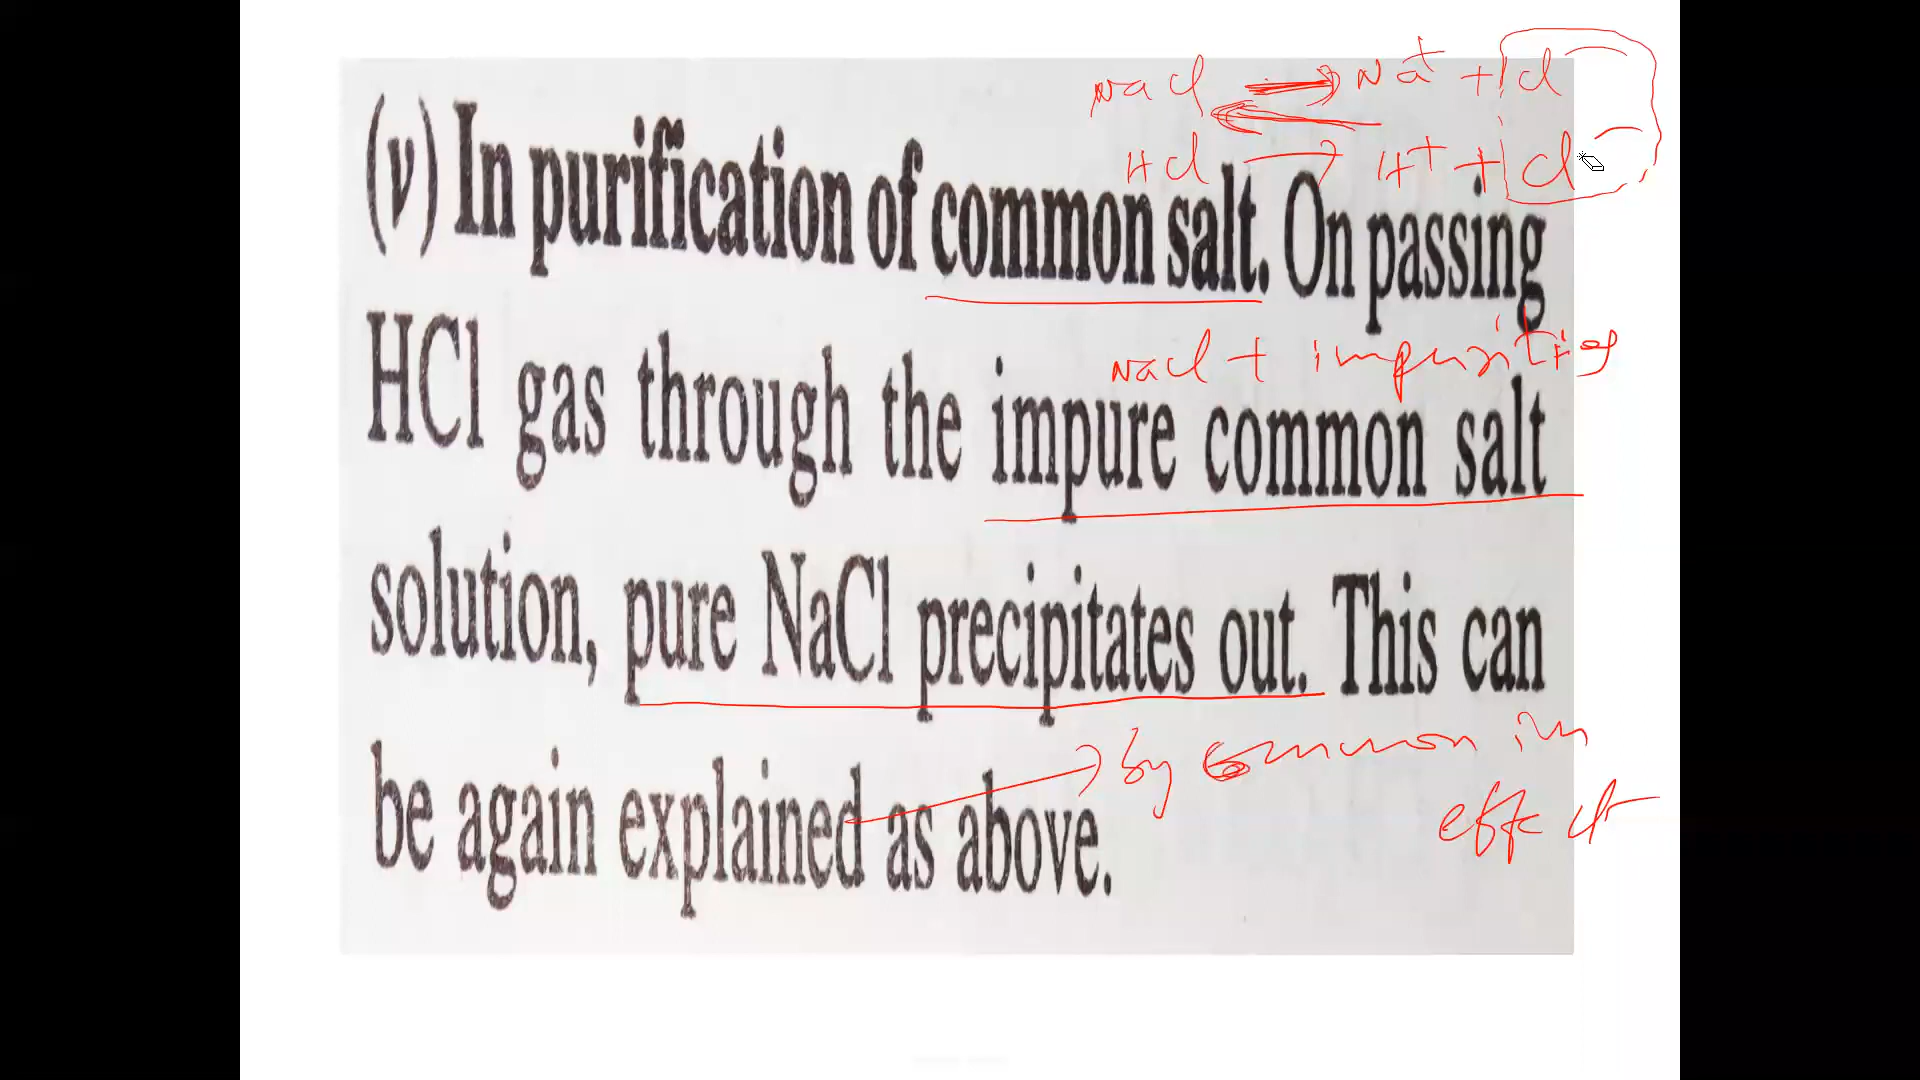 NaCl ⇌ Na⁺ + Cl⁻
HCl → H⁺ + Cl⁻
(v) In purification of common salt. On passing
NaCl + impurities
HCl gas through the impure common salt
solution, pure NaCl precipitates out. This can
→ by common ion
effect
be again explained as above.